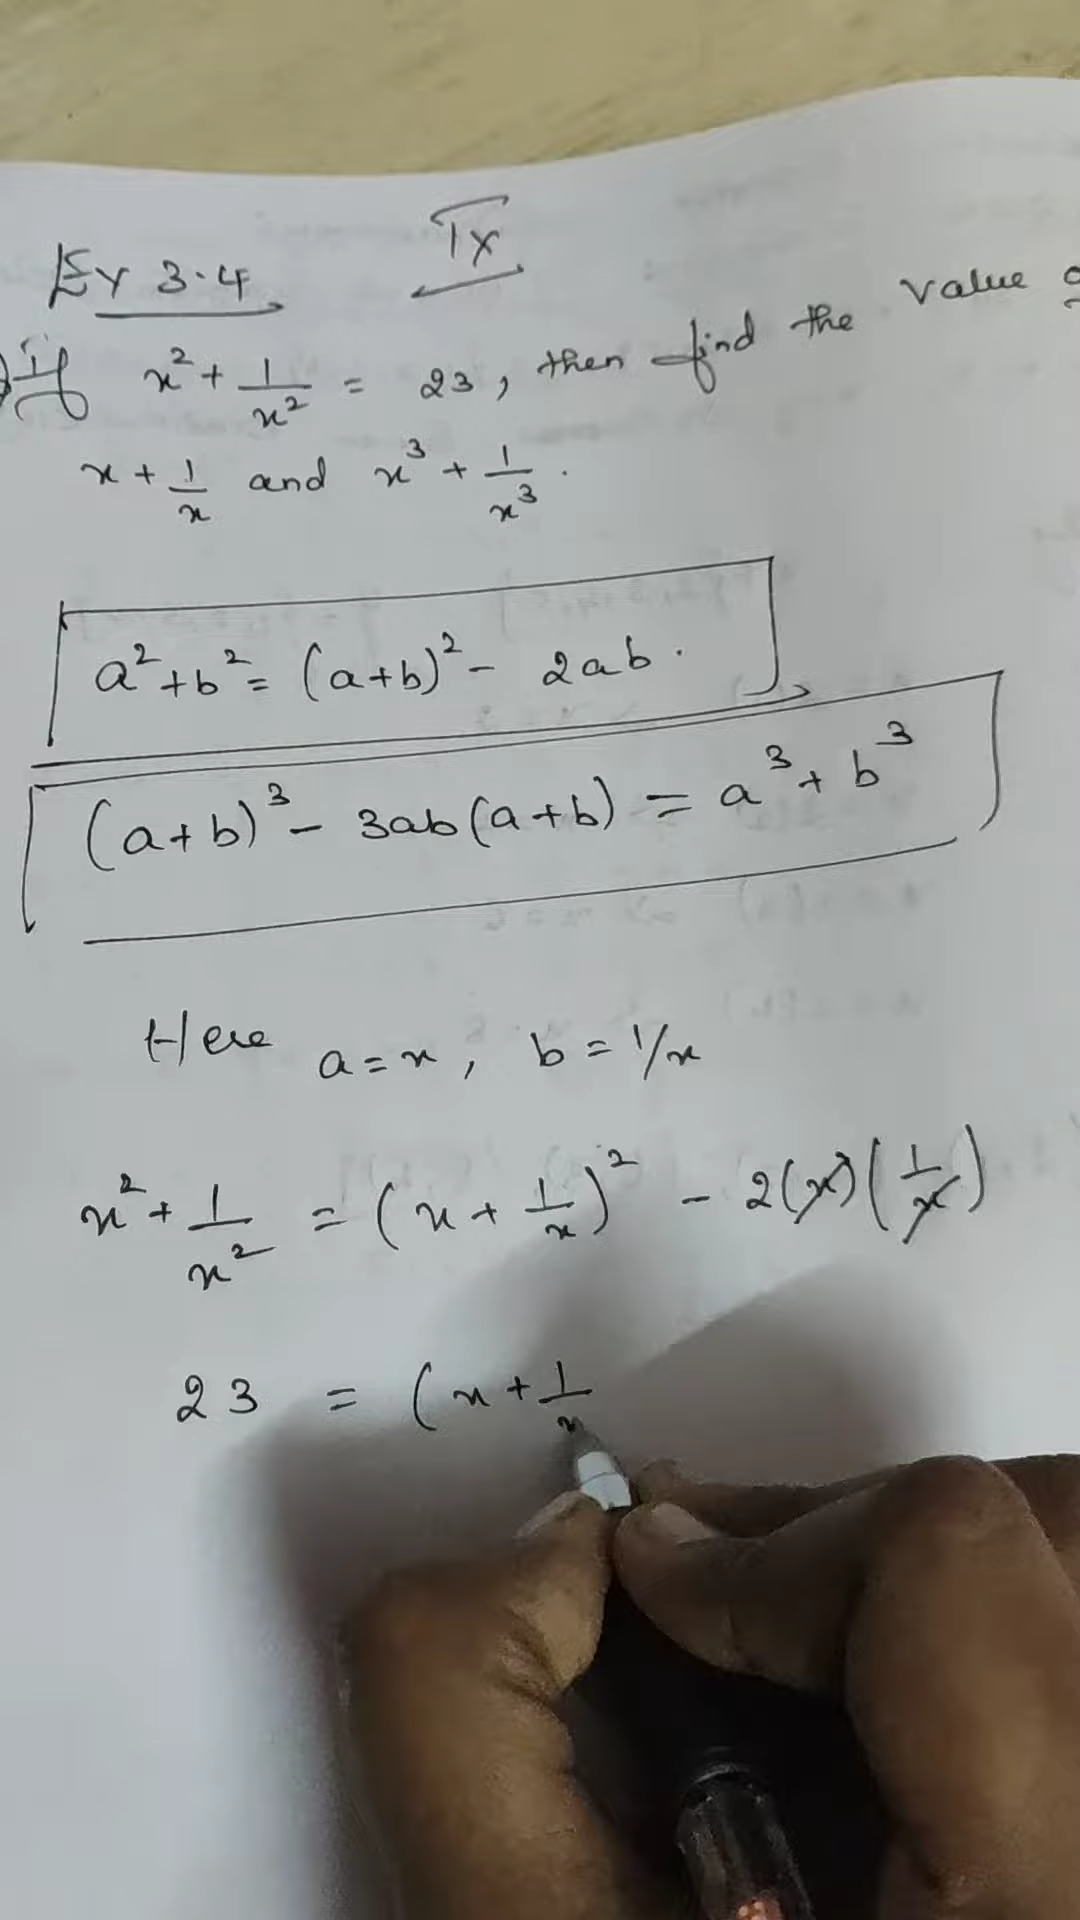 Ex 3.4 IX
If x² + 1/x² = 23, then find the value
x + 1/x and x³ + 1/x³.
a² + b² = (a+b)² - 2ab.
(a+b)³ - 3ab(a+b) = a³ + b³
Here a = x, b = 1/x
x² + 1/x² = (x + 1/x)² - 2(x)(1/x)
23 = (x + 1/x